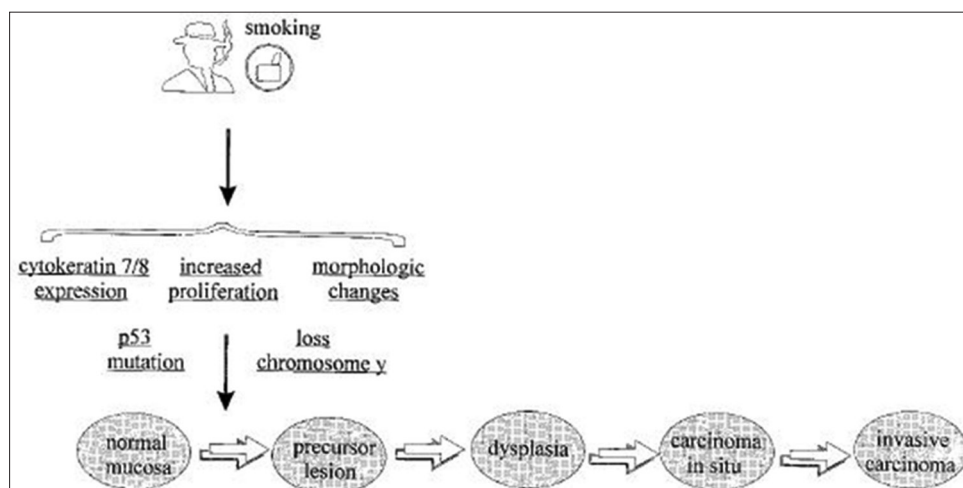 smoking
cytokeratin 7/8
expression
increased
proliferation
morphologic
changes
p53
mutation
loss
chromosome y
normal
mucosa
precursor
lesion
dysplasia
carcinoma
in situ
invasive
carcinoma